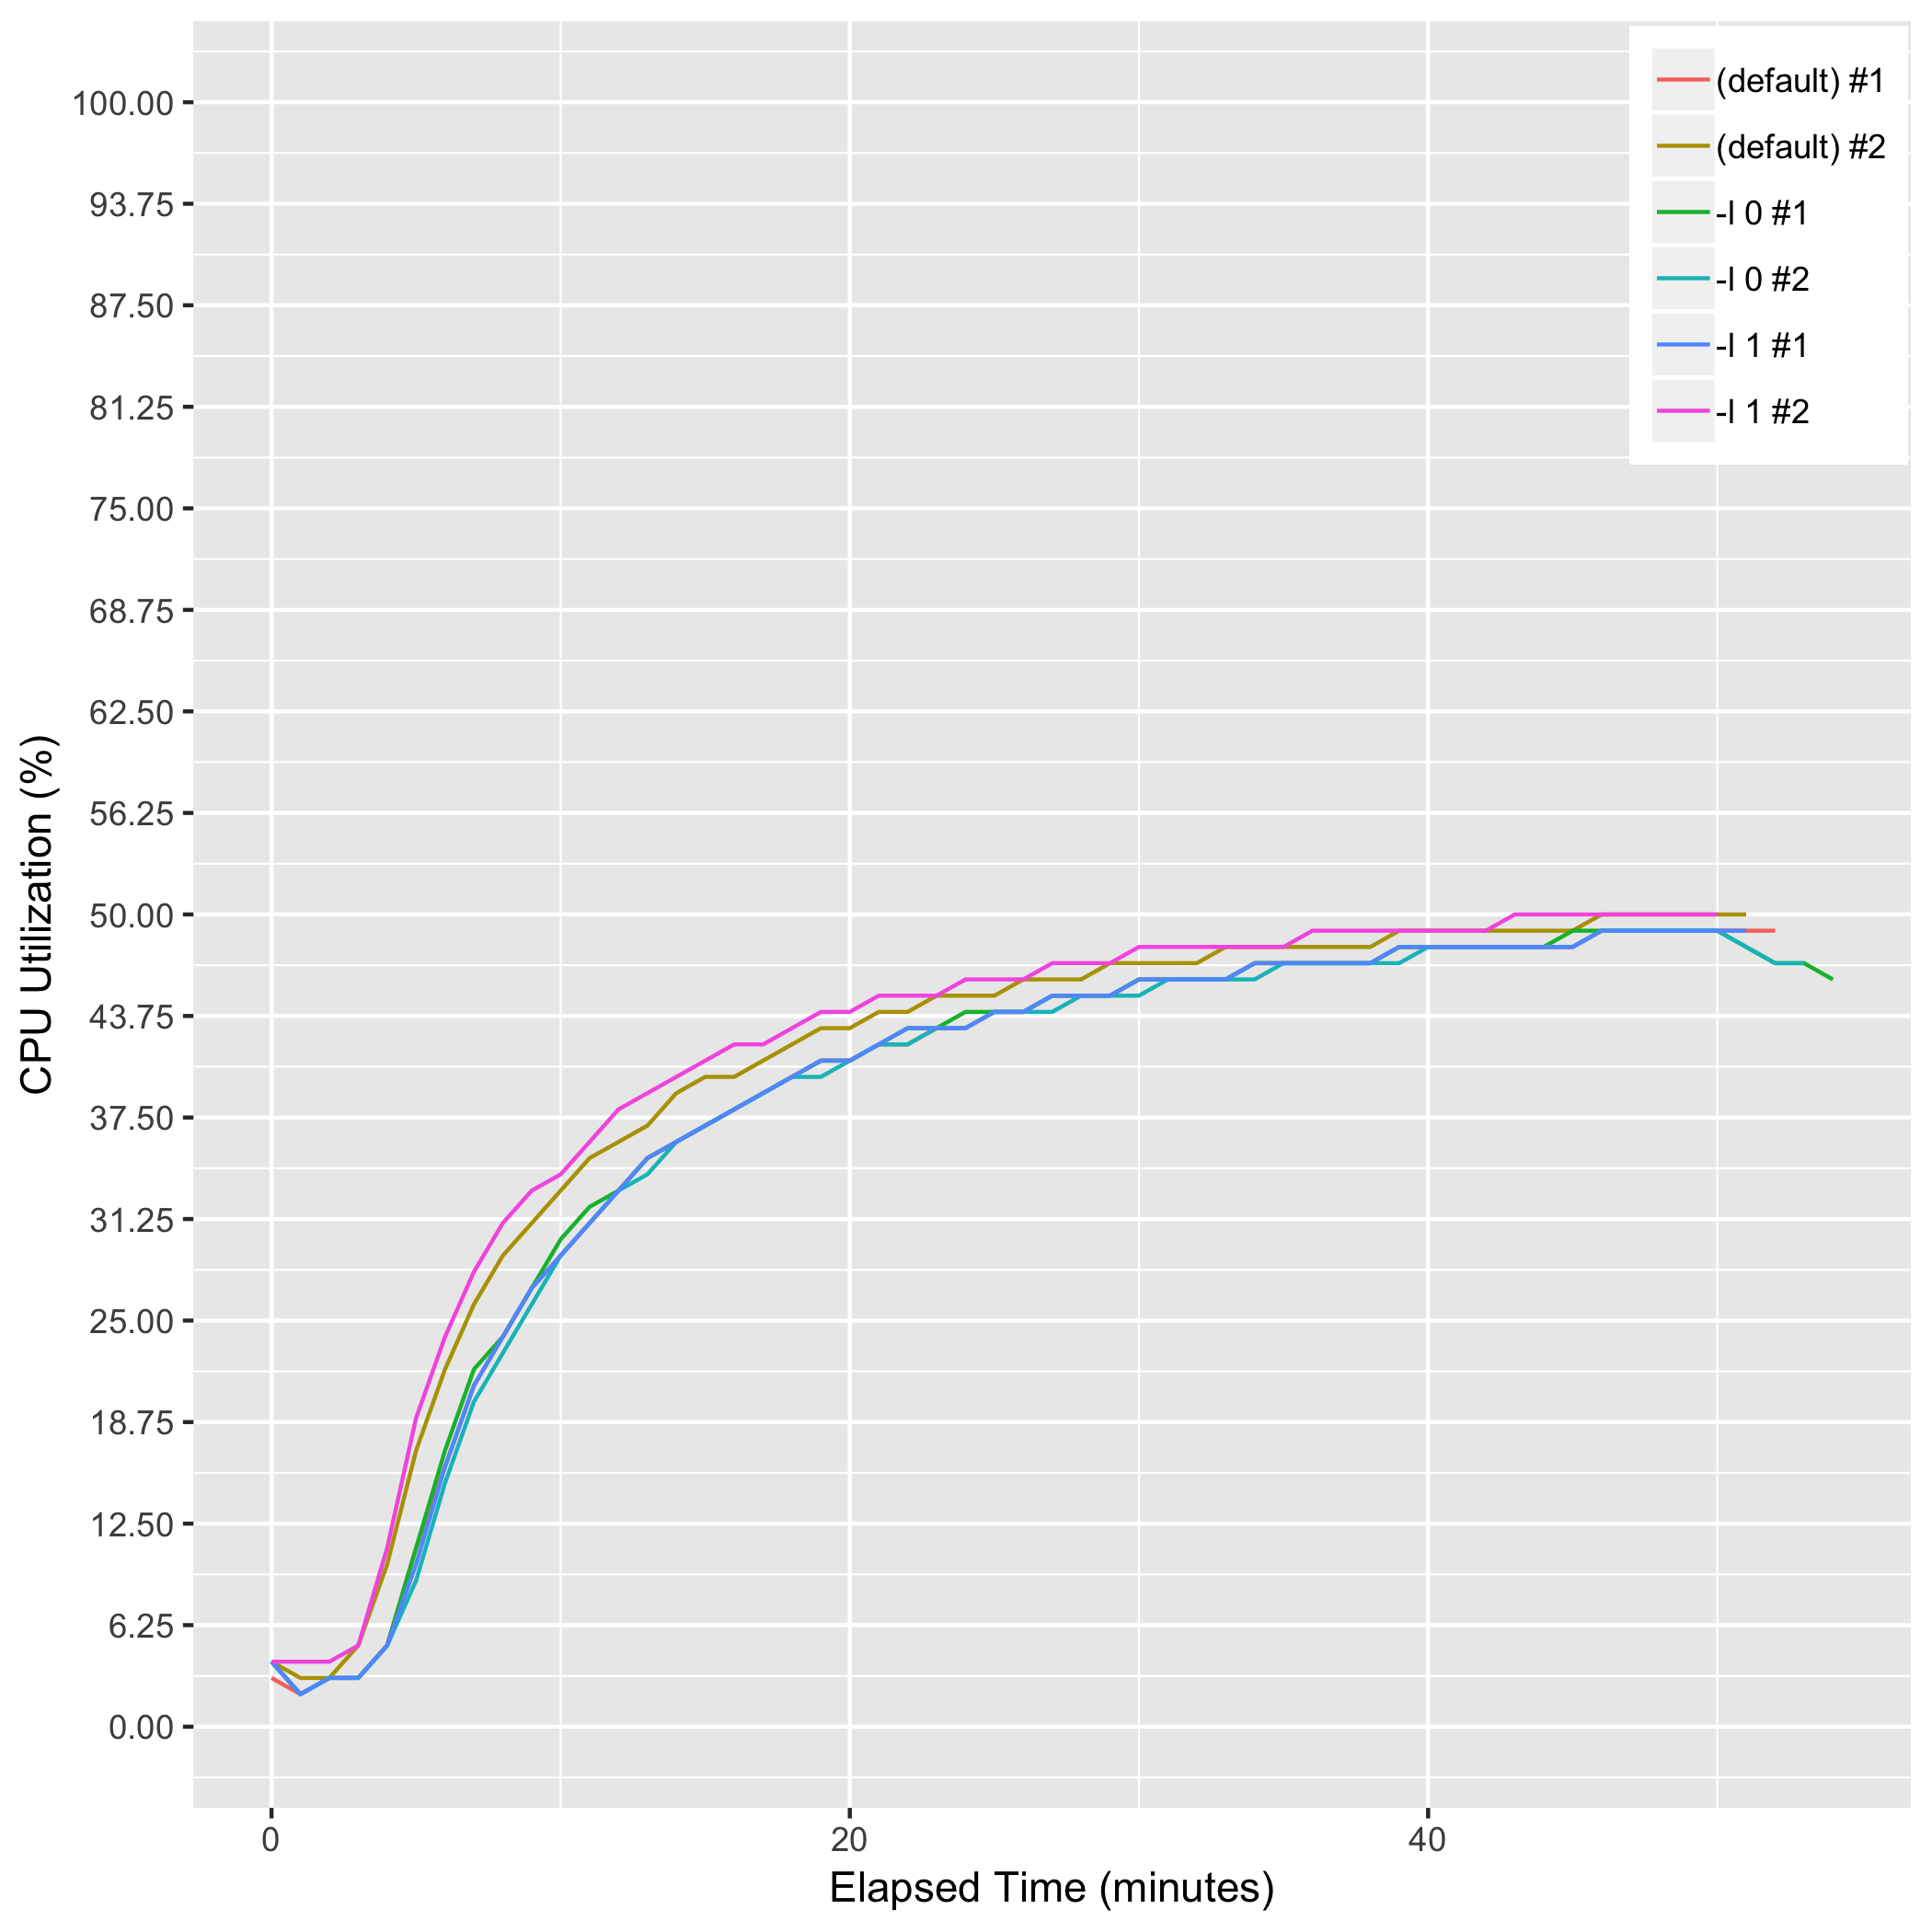 CPU Utilization (%)
100.00
93.75
87.50
81.25
75.00
68.75
62.50
56.25
50.00
43.75
37.50
31.25
25.00
18.75
12.50
6.25
0.00
(default) #1
(default) #2
-l 0 #1
-l 0 #2
-l 1 #1
-l 1 #2
0 20 40
Elapsed Time (minutes)